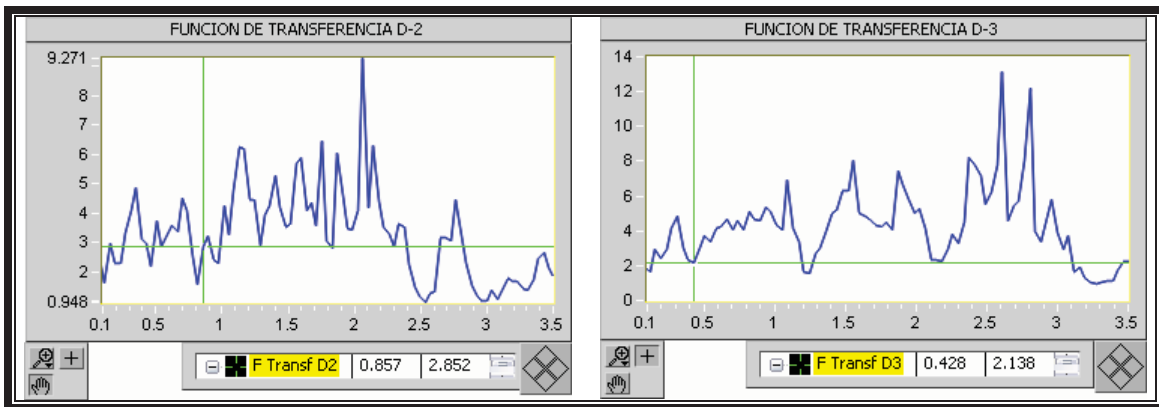 FUNCION DE TRANSFERENCIA D-2
9.271
8
7
6
5
4
3
2
0.948
0.1 0.5 1 1.5 2 2.5 3 3.5
F Transf D2 0.857 2.852
FUNCION DE TRANSFERENCIA D-3
14
12
10
8
6
4
2
0
0.1 0.5 1 1.5 2 2.5 3 3.5
F Transf D3 0.428 2.138